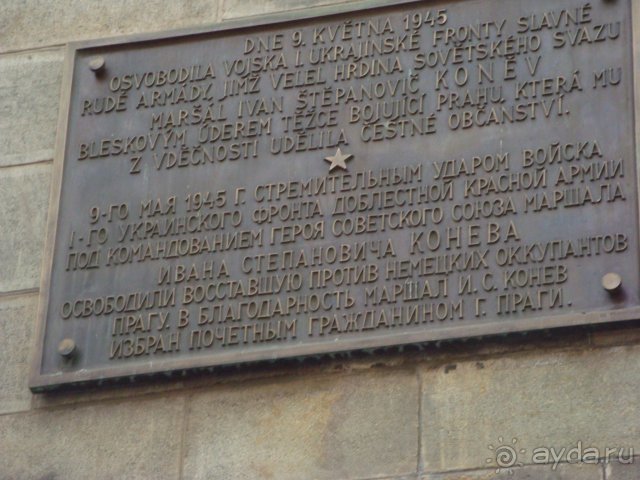 DNE 9. KVĚTNA 1945
OSVOBODILA VOJSKA I. UKRAJINSKÉ FRONTY SLAVNÉ
RUDÉ ARMÁDY, JIMŽ VELEL HRDINA SOVĚTSKÉHO SVAZU
MARŠÁL IVAN ŠTĚPANOVIČ KONĚV
BLESKOVÝM ÚDEREM TĚŽCE BOJUJÍCÍ PRAHU, KTERÁ MU
Z VDĚČNOSTI UDĚLILA ČESTNÉ OBČANSTVÍ.
9-ГО МАЯ 1945 Г. СТРЕМИТЕЛЬНЫМ УДАРОМ ВОЙСКА
I-ГО УКРАИНСКОГО ФРОНТА ДОБЛЕСТНОЙ КРАСНОЙ АРМИИ
ПОД КОМАНДОВАНИЕМ ГЕРОЯ СОВЕТСКОГО СОЮЗА МАРШАЛА
ИВАНА СТЕПАНОВИЧА КОНЕВА
ОСВОБОДИЛИ ВОССТАВШУЮ ПРОТИВ НЕМЕЦКИХ ОККУПАНТОВ
ПРАГУ. В БЛАГОДАРНОСТЬ МАРШАЛ И. С. КОНЕВ
ИЗБРАН ПОЧЕТНЫМ ГРАЖДАНИНОМ Г. ПРАГИ.
ayda.ru